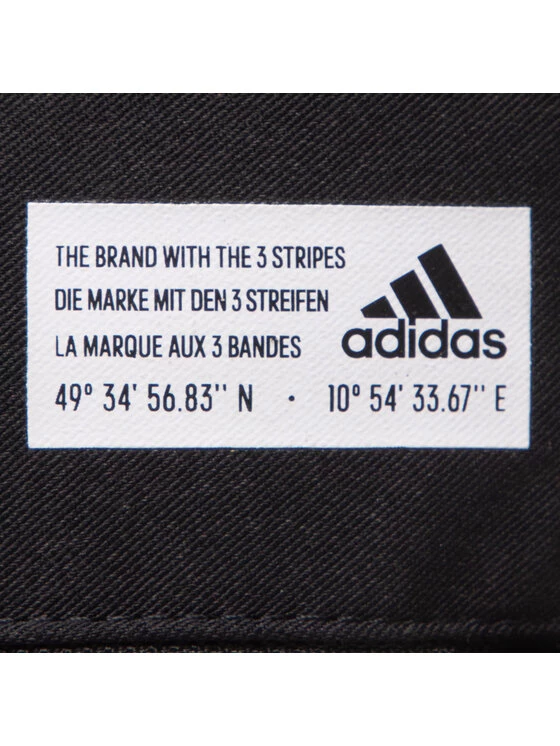 THE BRAND WITH THE 3 STRIPES
DIE MARKE MIT DEN 3 STREIFEN
LA MARQUE AUX 3 BANDES
adidas
49° 34' 56.83'' N · 10° 54' 33.67'' E